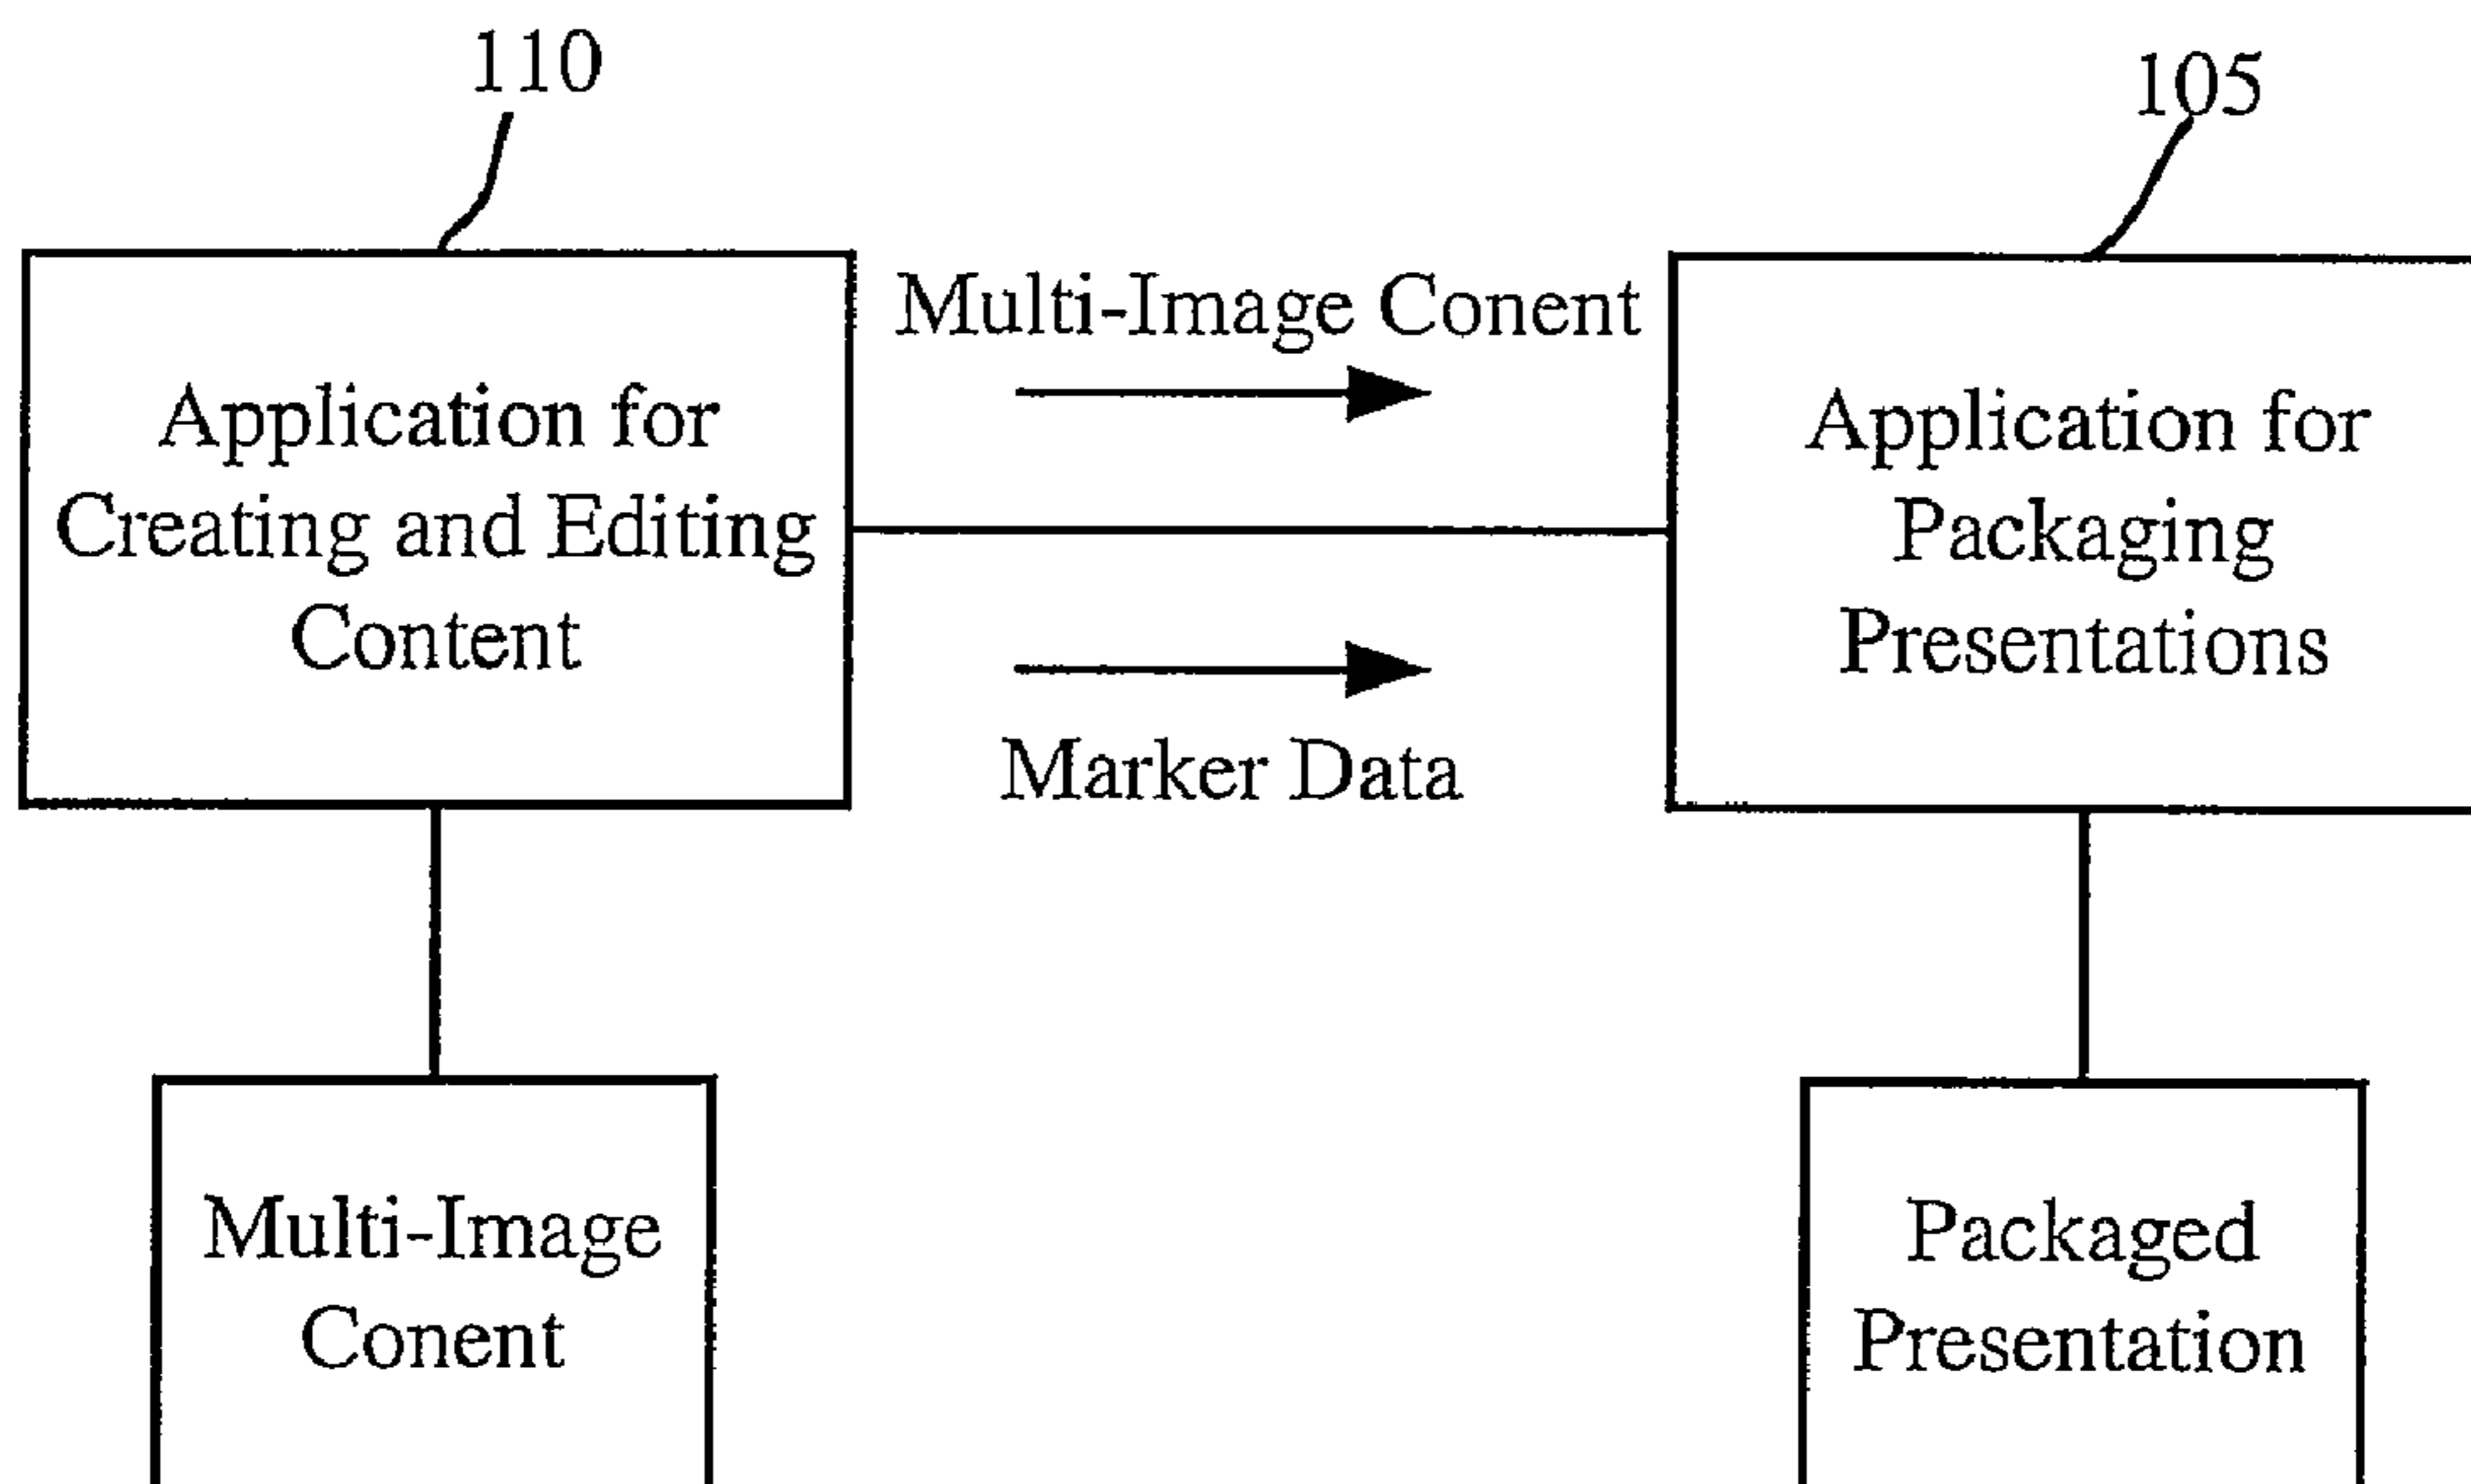 110
105
Multi-Image Conent
Application for
Creating and Editing
Content
Application for
Packaging
Presentations
Marker Data
Multi-Image
Conent
Packaged
Presentation